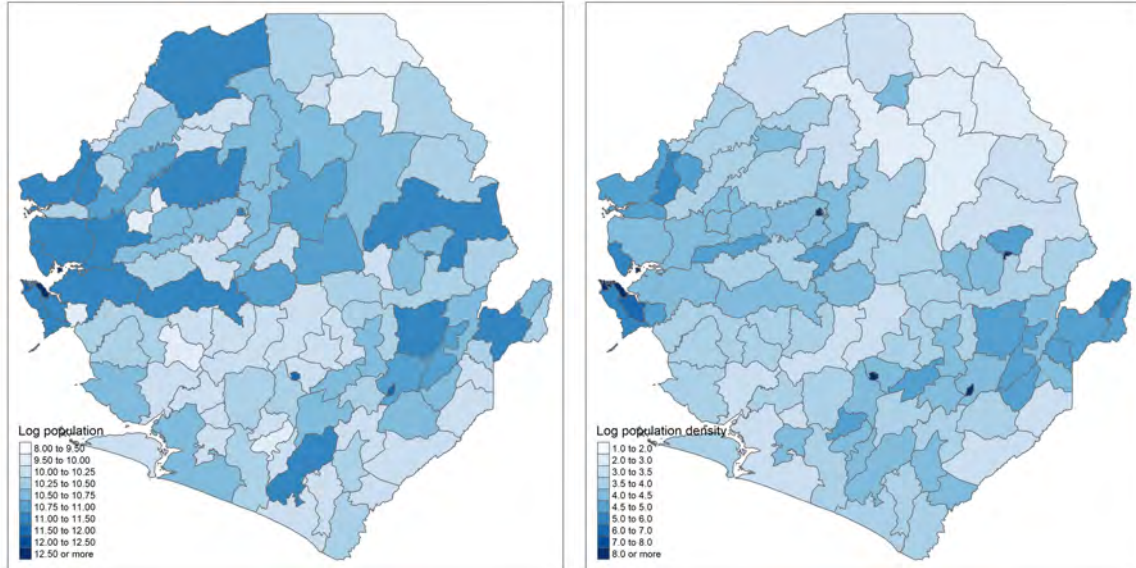 Log population
8.00 to 9.50
9.50 to 10.00
10.00 to 10.25
10.25 to 10.50
10.50 to 10.75
10.75 to 11.00
11.00 to 11.50
11.50 to 12.00
12.00 to 12.50
12.50 or more
Log population density
1.0 to 2.0
2.0 to 3.0
3.0 to 3.5
3.5 to 4.0
4.0 to 4.5
4.5 to 5.0
5.0 to 6.0
6.0 to 7.0
7.0 to 8.0
8.0 or more